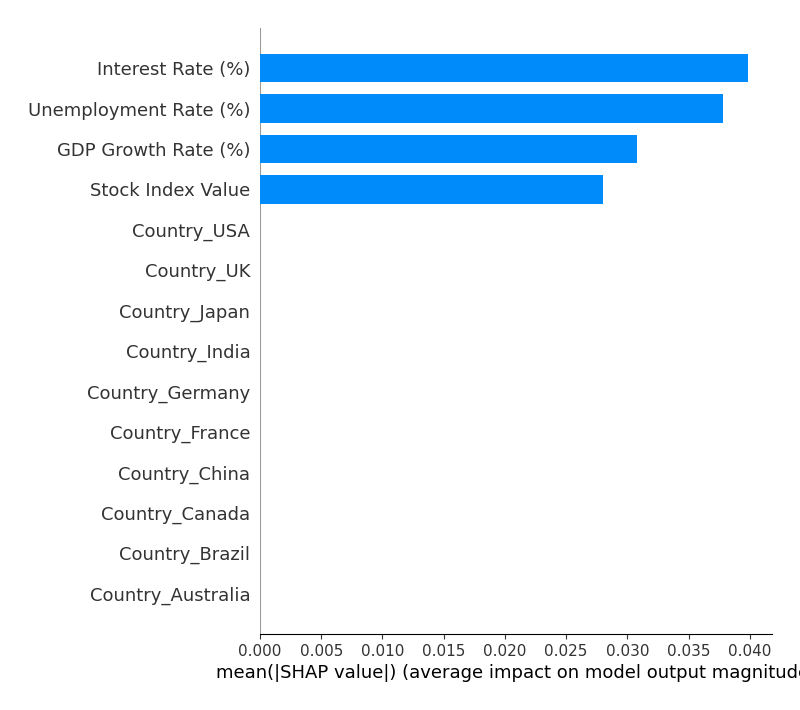 Interest Rate (%)
Unemployment Rate (%)
GDP Growth Rate (%)
Stock Index Value
Country_USA
Country_UK
Country_Japan
Country_India
Country_Germany
Country_France
Country_China
Country_Canada
Country_Brazil
Country_Australia
0.000 0.005 0.010 0.015 0.020 0.025 0.030 0.035 0.040
mean(|SHAP value|) (average impact on model output magnitude